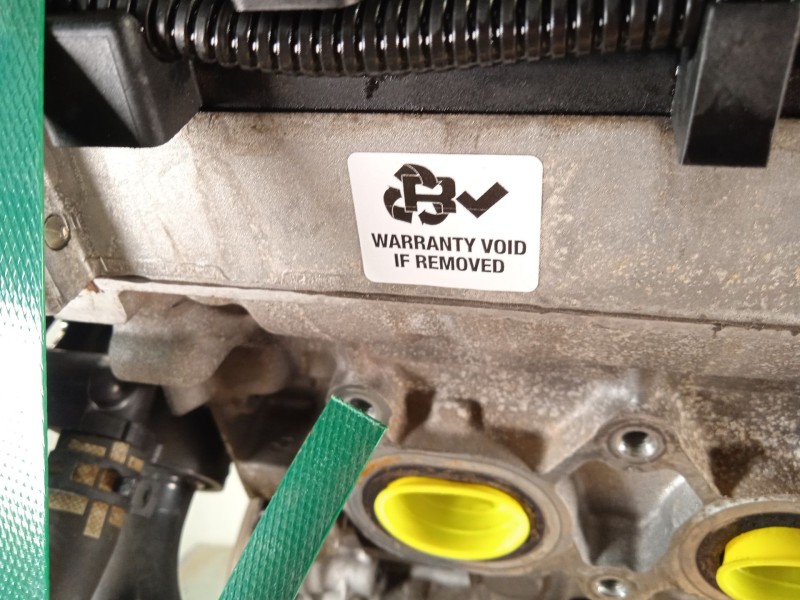 R
WARRANTY VOID
IF REMOVED